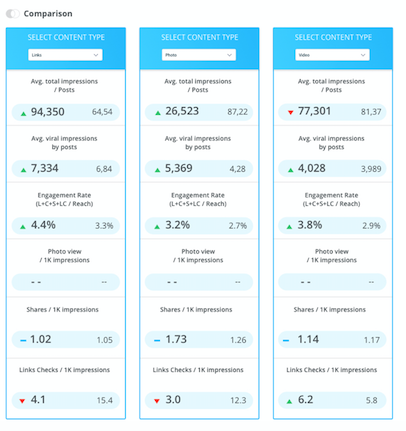 Comparison
SELECT CONTENT TYPE
Links
Avg. total impressions
/ Posts
94,350 64,54
Avg. viral impressions
by posts
7,334 6,84
Engagement Rate
(L+C+S+LC / Reach)
4.4% 3.3%
Photo view
/ 1K impressions
-- --
Shares / 1K impressions
1.02 1.05
Links Checks / 1K impressions
4.1 15.4
SELECT CONTENT TYPE
Photo
Avg. total impressions
/ Posts
26,523 87,22
Avg. viral impressions
by posts
5,369 4,28
Engagement Rate
(L+C+S+LC / Reach)
3.2% 2.7%
Photo view
/ 1K impressions
-- --
Shares / 1K impressions
1.73 1.26
Links Checks / 1K impressions
3.0 12.3
SELECT CONTENT TYPE
Video
Avg. total impressions
/ Posts
77,301 81,37
Avg. viral impressions
by posts
4,028 3,989
Engagement Rate
(L+C+S+LC / Reach)
3.8% 2.9%
Photo view
/ 1K impressions
-- --
Shares / 1K impressions
1.14 1.17
Links Checks / 1K impressions
6.2 5.8